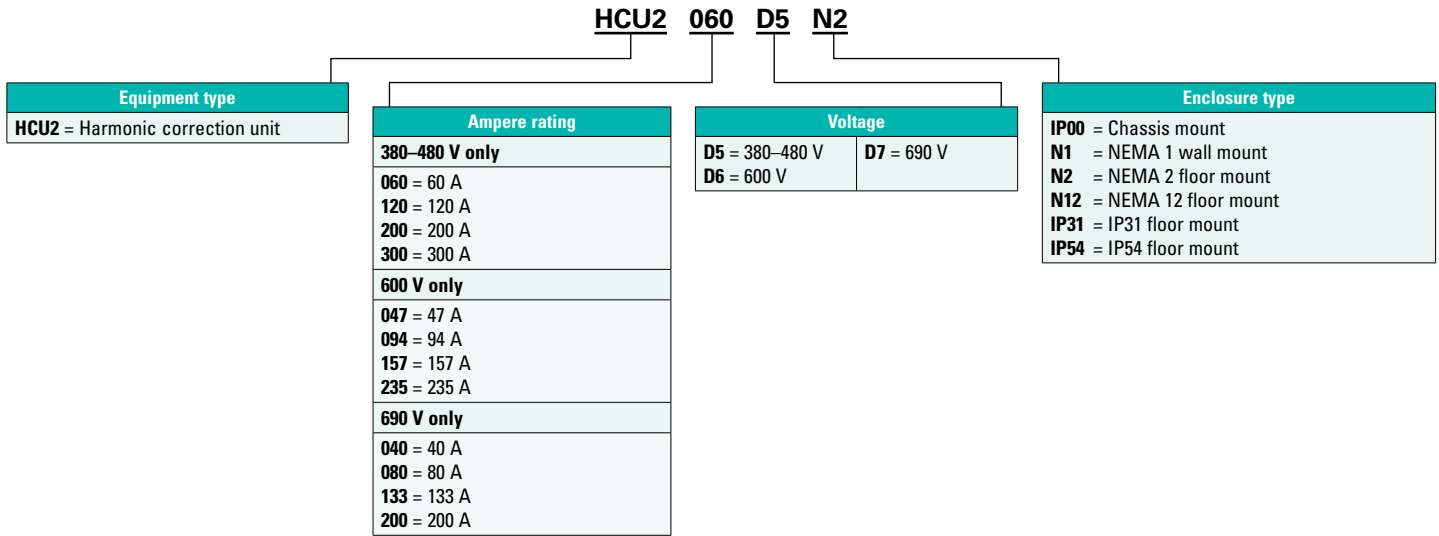 HCU2 060 D5 N2
Equipment type
HCU2 = Harmonic correction unit
Ampere rating
380–480 V only
060 = 60 A
120 = 120 A
200 = 200 A
300 = 300 A
600 V only
047 = 47 A
094 = 94 A
157 = 157 A
235 = 235 A
690 V only
040 = 40 A
080 = 80 A
133 = 133 A
200 = 200 A
Voltage
D5 = 380–480 V
D6 = 600 V
D7 = 690 V
Enclosure type
IP00 = Chassis mount
N1 = NEMA 1 wall mount
N2 = NEMA 2 floor mount
N12 = NEMA 12 floor mount
IP31 = IP31 floor mount
IP54 = IP54 floor mount